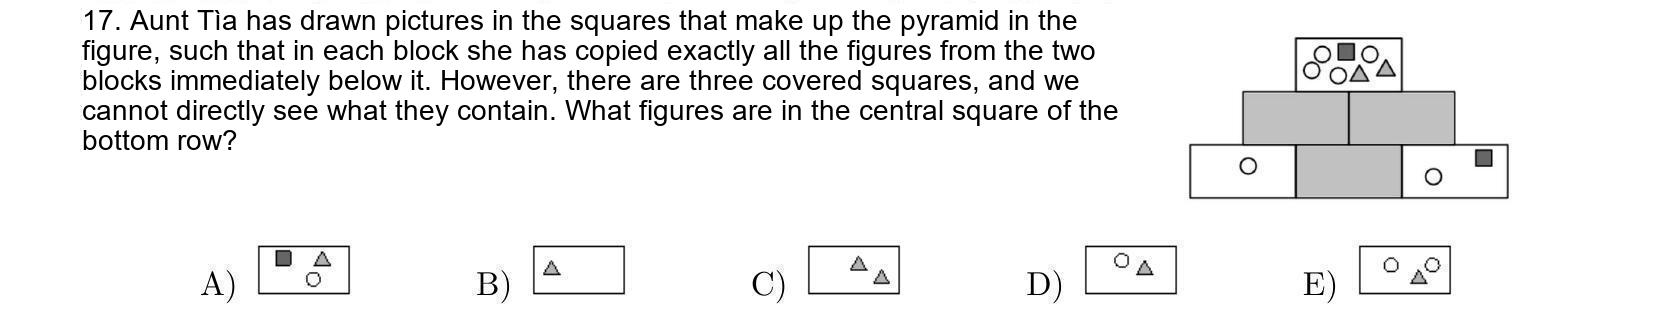 17. Aunt Tìa has drawn pictures in the squares that make up the pyramid in the
figure, such that in each block she has copied exactly all the figures from the two
blocks immediately below it. However, there are three covered squares, and we
cannot directly see what they contain. What figures are in the central square of the
bottom row?
A) B) C) D) E)